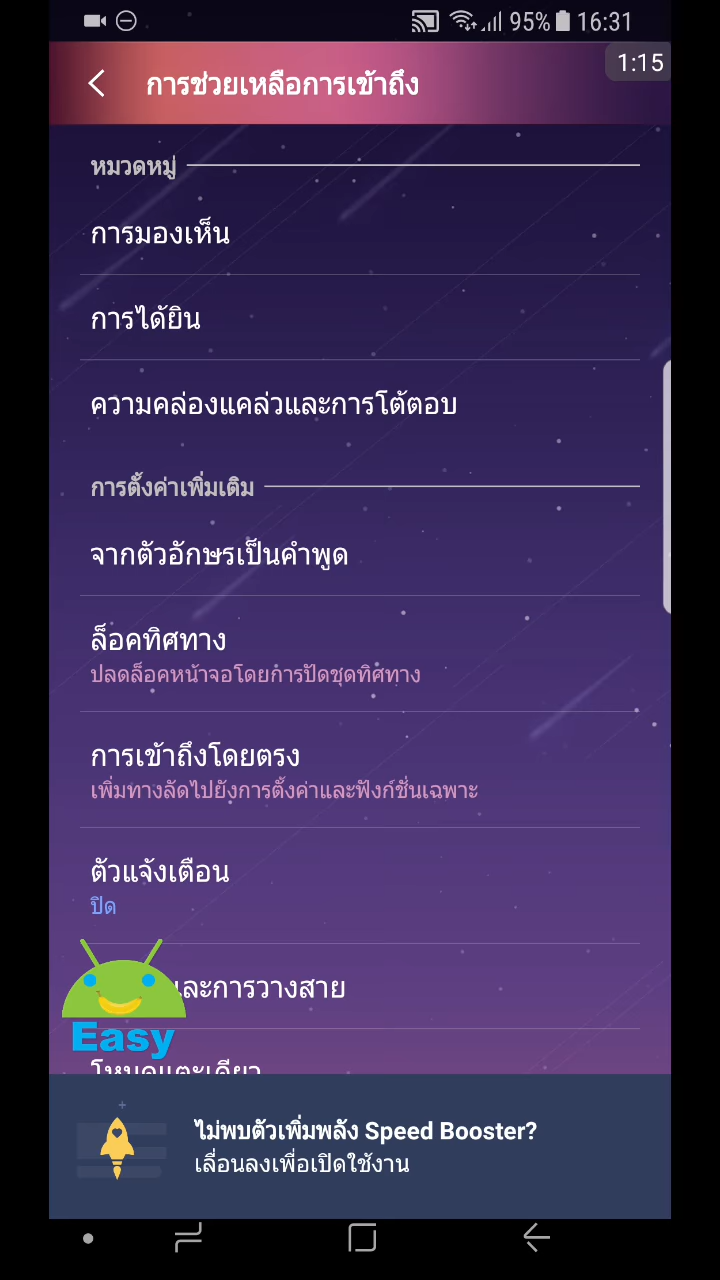 95% 16:31
1:15
การช่วยเหลือการเข้าถึง
หมวดหมู่
การมองเห็น
การได้ยิน
ความคล่องแคล่วและการโต้ตอบ
การตั้งค่าเพิ่มเติม
จากตัวอักษรเป็นคำพูด
ล็อคทิศทาง
ปลดล็อคหน้าจอโดยการปัดชุดทิศทาง
การเข้าถึงโดยตรง
เพิ่มทางลัดไปยังการตั้งค่าและฟังก์ชั่นเฉพาะ
ตัวแจ้งเตือน
ปิด
และการวางสาย
Easy
โหมดแตะเดียว
ไม่พบตัวเพิ่มพลัง Speed Booster?
เลื่อนลงเพื่อเปิดใช้งาน